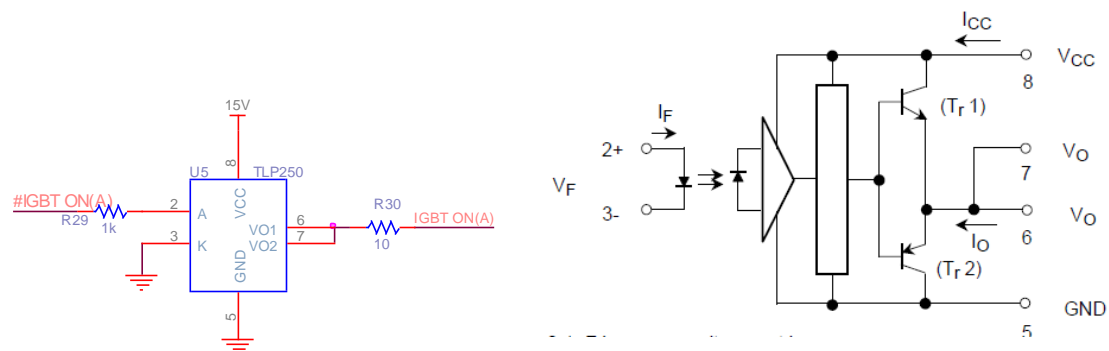 15V
U5
TLP250
8
VCC
#IGBT ON(A)
R29
1k
2
A
3
K
VO1
6
VO2
7
GND
5
R30
10
IGBT ON(A)
ICC
VCC
8
(Tr 1)
IF
2+
VF
3-
VO
7
VO
IO
6
(Tr 2)
GND
5